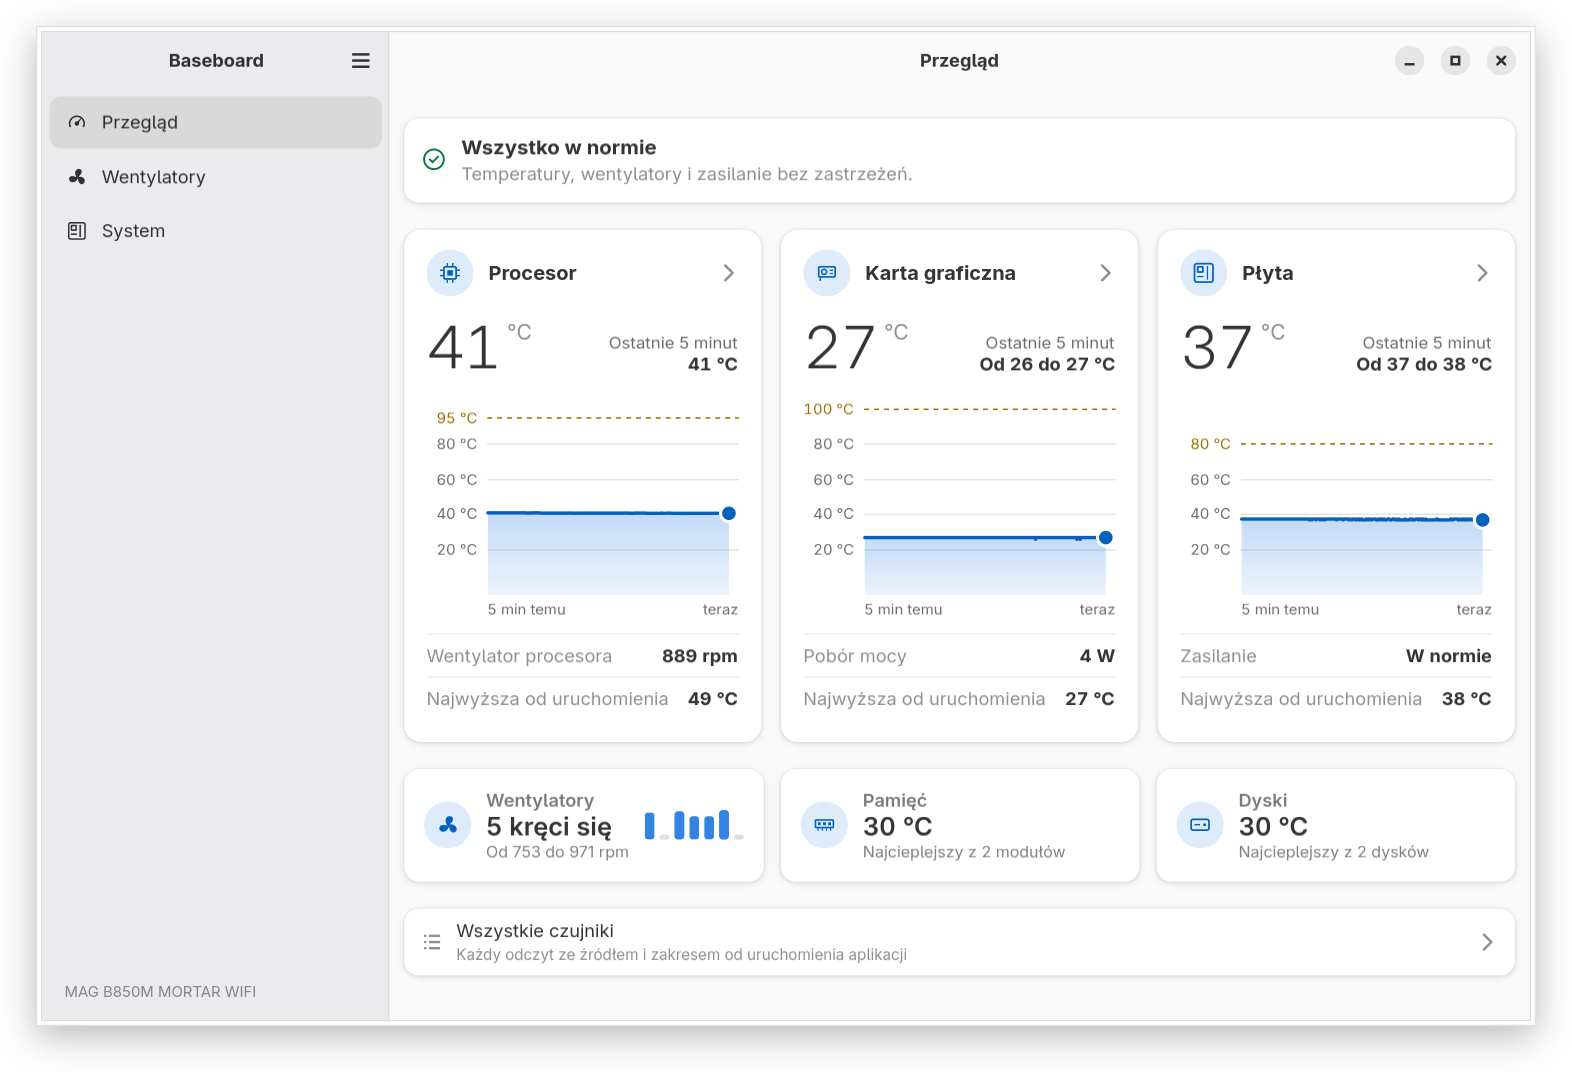 Baseboard
Przegląd
Przegląd
Wentylatory
System
MAG B850M MORTAR WIFI
Wszystko w normie
Temperatury, wentylatory i zasilanie bez zastrzeżeń.
Procesor
41 °C
Ostatnie 5 minut
41 °C
95 °C
80 °C
60 °C
40 °C
20 °C
5 min temu teraz
Wentylator procesora 889 rpm
Najwyższa od uruchomienia 49 °C
Karta graficzna
27 °C
Ostatnie 5 minut
Od 26 do 27 °C
100 °C
80 °C
60 °C
40 °C
20 °C
5 min temu teraz
Pobór mocy 4 W
Najwyższa od uruchomienia 27 °C
Płyta
37 °C
Ostatnie 5 minut
Od 37 do 38 °C
80 °C
60 °C
40 °C
20 °C
5 min temu teraz
Zasilanie W normie
Najwyższa od uruchomienia 38 °C
Wentylatory
5 kręci się
Od 753 do 971 rpm
Pamięć
30 °C
Najcieplejszy z 2 modułów
Dyski
30 °C
Najcieplejszy z 2 dysków
Wszystkie czujniki
Każdy odczyt ze źródłem i zakresem od uruchomienia aplikacji